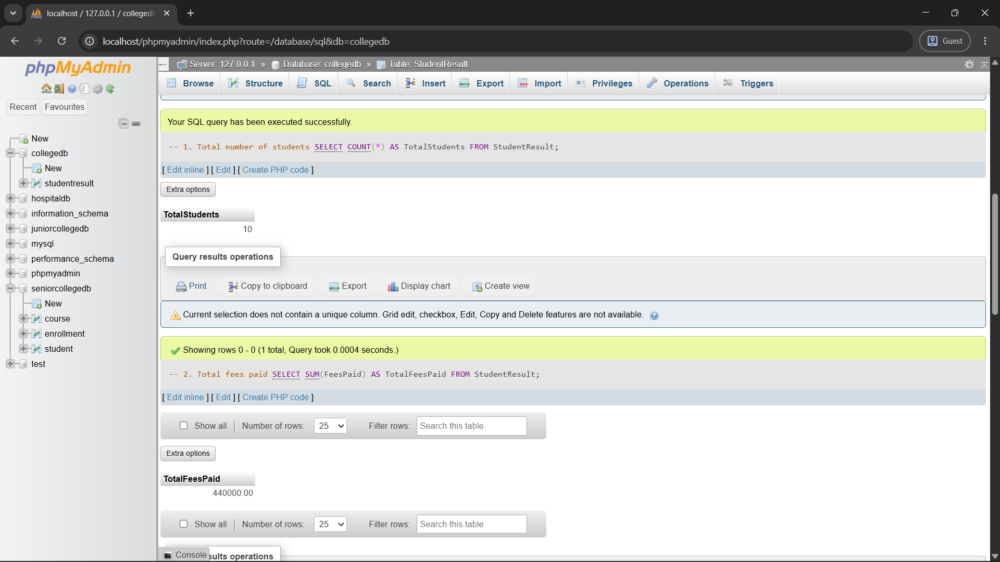 localhost / 127.0.0.1 / collegedb
localhost/phpmyadmin/index.php?route=/database/sql&db=collegedb
Guest
phpMyAdmin
Recent
Favourites
New
collegedb
New
studentresult
hospitaldb
information_schema
juniorcollegedb
mysql
performance_schema
phpmyadmin
seniorcollegedb
New
course
enrollment
student
test
Server: 127.0.0.1 » Database: collegedb » Table: StudentResult
Browse Structure SQL Search Insert Export Import Privileges Operations Triggers
Your SQL query has been executed successfully.
-- 1. Total number of students SELECT COUNT(*) AS TotalStudents FROM StudentResult;
[ Edit inline ] [ Edit ] [ Create PHP code ]
Extra options
TotalStudents
10
Query results operations
Print Copy to clipboard Export Display chart Create view
Current selection does not contain a unique column. Grid edit, checkbox, Edit, Copy and Delete features are not available.
Showing rows 0 - 0 (1 total, Query took 0.0004 seconds.)
-- 2. Total fees paid SELECT SUM(FeesPaid) AS TotalFeesPaid FROM StudentResult;
[ Edit inline ] [ Edit ] [ Create PHP code ]
Show all | Number of rows: 25 Filter rows: Search this table
Extra options
TotalFeesPaid
440000.00
Show all | Number of rows: 25 Filter rows: Search this table
Console
sults operations